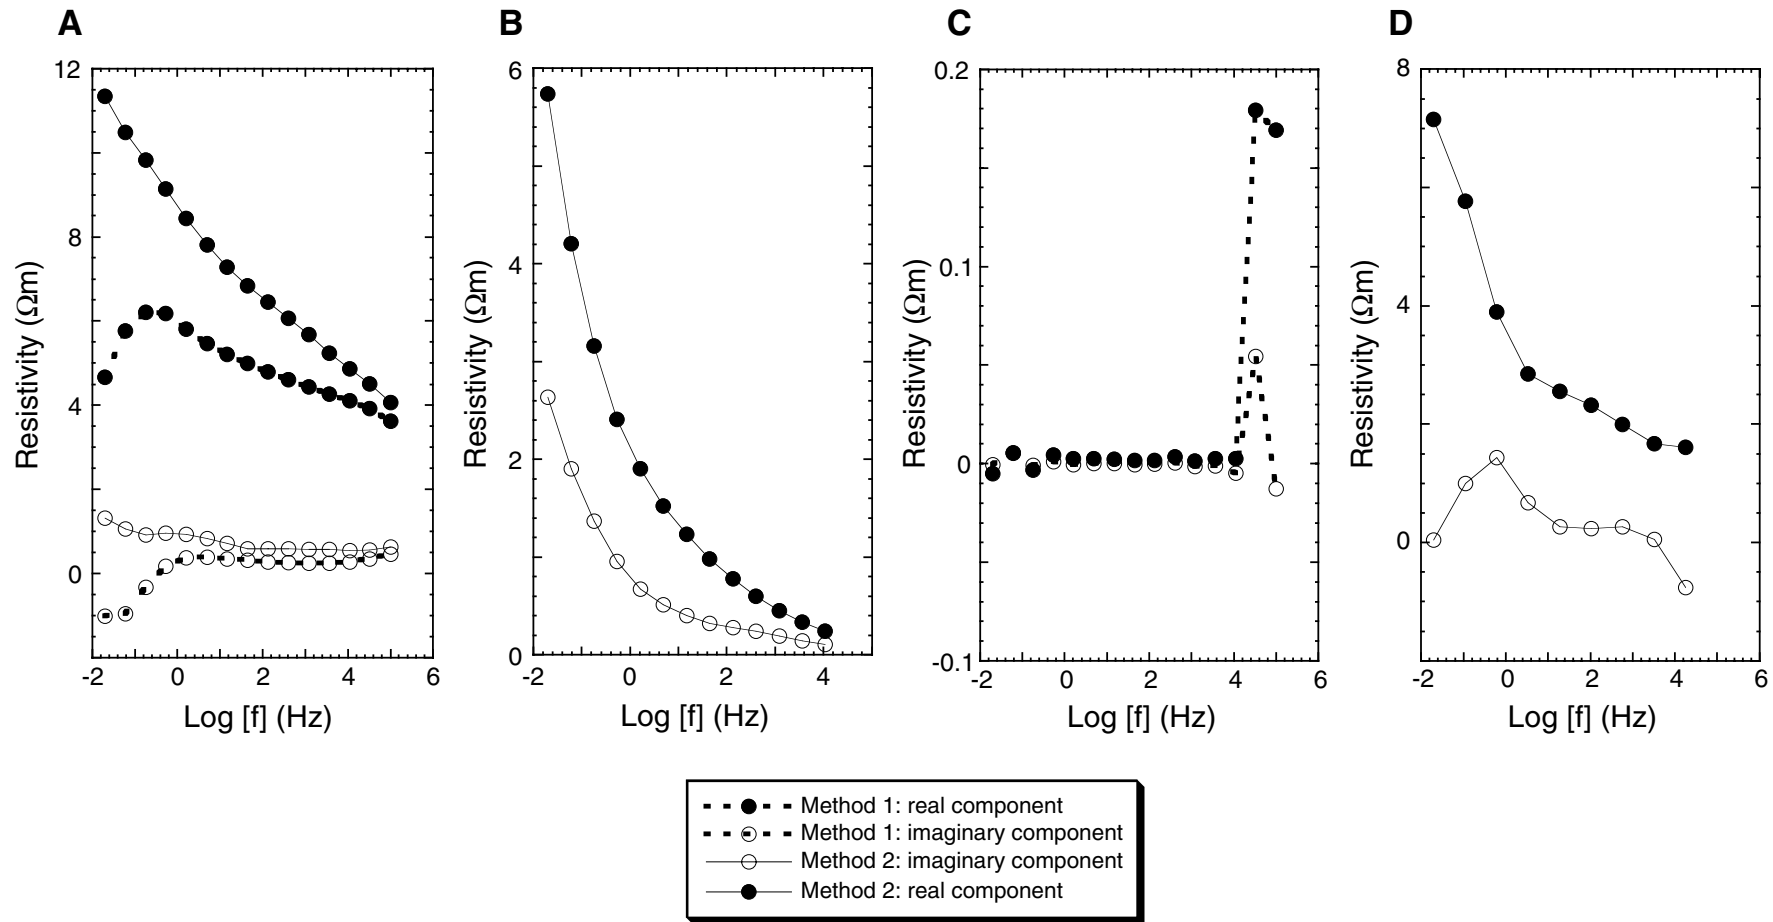 A
B
C
D
12
8
4
0
-2 0 2 4 6
Resistivity (Ωm)
Log [f] (Hz)
6
4
2
0
-2 0 2 4
Resistivity (Ωm)
Log [f] (Hz)
0.2
0.1
0
-0.1
-2 0 2 4 6
Resistivity (Ωm)
Log [f] (Hz)
8
4
0
-2 0 2 4 6
Resistivity (Ωm)
Log [f] (Hz)
Method 1: real component
Method 1: imaginary component
Method 2: imaginary component
Method 2: real component